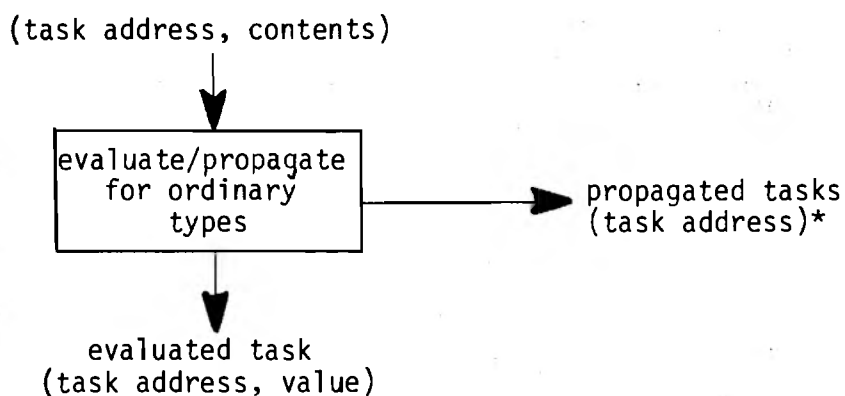 (task address, contents)
evaluate/propagate
for ordinary
types
propagated tasks
(task address)*
evaluated task
(task address, value)